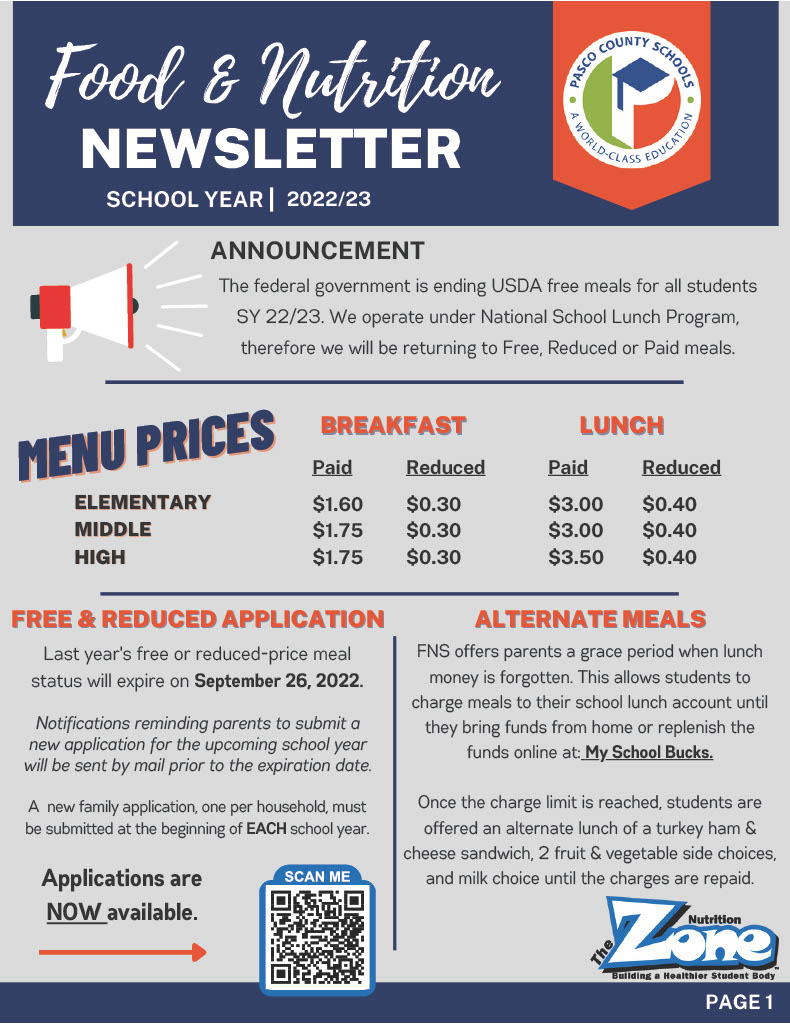 Food & Nutrition
NEWSLETTER
SCHOOL YEAR | 2022/23
PASCO COUNTY SCHOOLS
A WORLD-CLASS EDUCATION
ANNOUNCEMENT
The federal government is ending USDA free meals for all students
SY 22/23. We operate under National School Lunch Program,
therefore we will be returning to Free, Reduced or Paid meals.
MENU PRICES
BREAKFAST LUNCH
Paid Reduced Paid Reduced
ELEMENTARY $1.60 $0.30 $3.00 $0.40
MIDDLE $1.75 $0.30 $3.00 $0.40
HIGH $1.75 $0.30 $3.50 $0.40
FREE & REDUCED APPLICATION
Last year's free or reduced-price meal
status will expire on September 26, 2022.
Notifications reminding parents to submit a
new application for the upcoming school year
will be sent by mail prior to the expiration date.
A new family application, one per household, must
be submitted at the beginning of EACH school year.
Applications are
NOW available.
SCAN ME
ALTERNATE MEALS
FNS offers parents a grace period when lunch
money is forgotten. This allows students to
charge meals to their school lunch account until
they bring funds from home or replenish the
funds online at: My School Bucks.
Once the charge limit is reached, students are
offered an alternate lunch of a turkey ham &
cheese sandwich, 2 fruit & vegetable side choices,
and milk choice until the charges are repaid.
The Nutrition Zone
Building a Healthier Student Body
PAGE 1